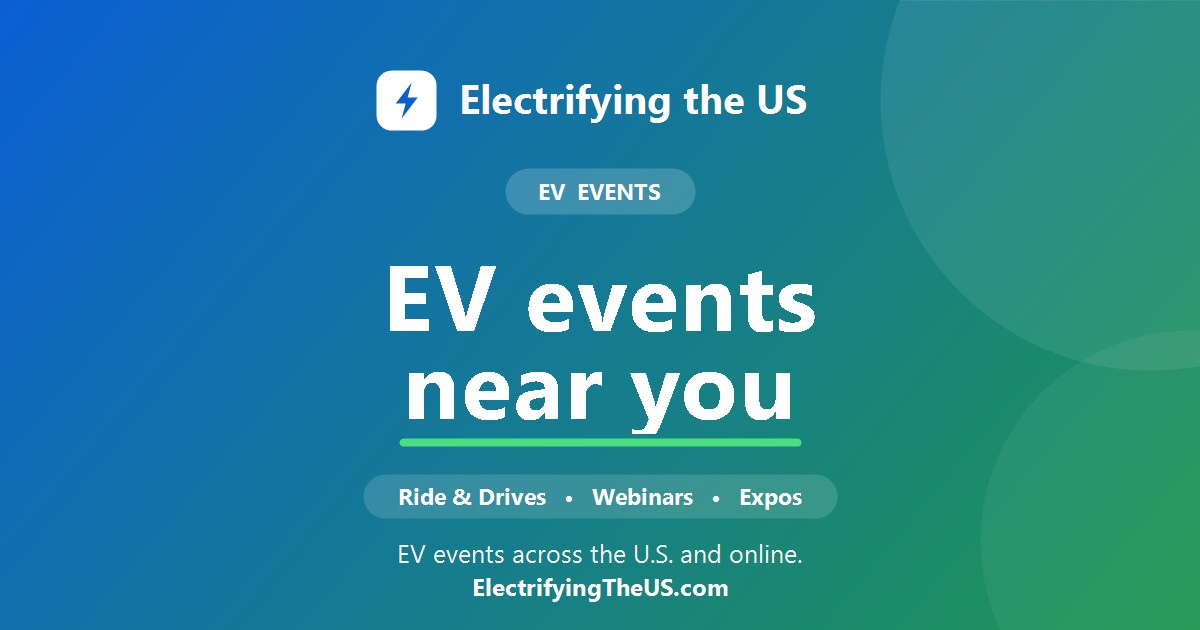 Electrifying the US
EV EVENTS
EV events
near you
Ride & Drives • Webinars • Expos
EV events across the U.S. and online.
ElectrifyingTheUS.com